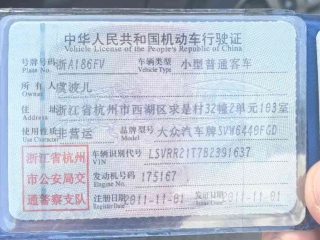 中华人民共和国机动车行驶证
Vehicle License of the People's Republic of China
号牌号码 浙A186FV 车辆类型 小型普通客车
Plate No. Vehicle Type
所有人 虞波儿
Owner
住址 浙江省杭州市西湖区求是村32幢2单元103室
Address
使用性质 非营运 品牌型号 大众汽车牌SVW6440FGD
Use Character Model
浙江省杭州市公安局交通警察支队
车辆识别代号 LSVRR21T7B2391637
VIN
发动机号码 175167
Engine No.
注册日期 2011-11-01 发证日期 2011-11-01
Register Date Issue Date